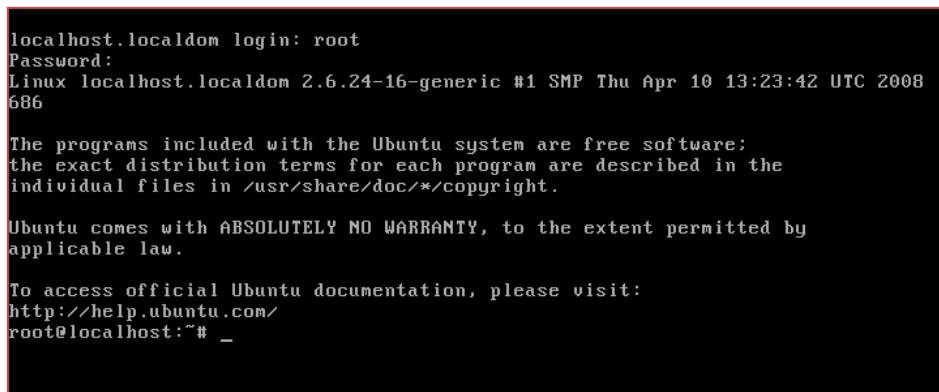 localhost.localdom login: root
Password:
Linux localhost.localdom 2.6.24-16-generic #1 SMP Thu Apr 10 13:23:42 UTC 2008
686
The programs included with the Ubuntu system are free software;
the exact distribution terms for each program are described in the
individual files in /usr/share/doc/*/copyright.
Ubuntu comes with ABSOLUTELY NO WARRANTY, to the extent permitted by
applicable law.
To access official Ubuntu documentation, please visit:
http://help.ubuntu.com/
root@localhost:~# _